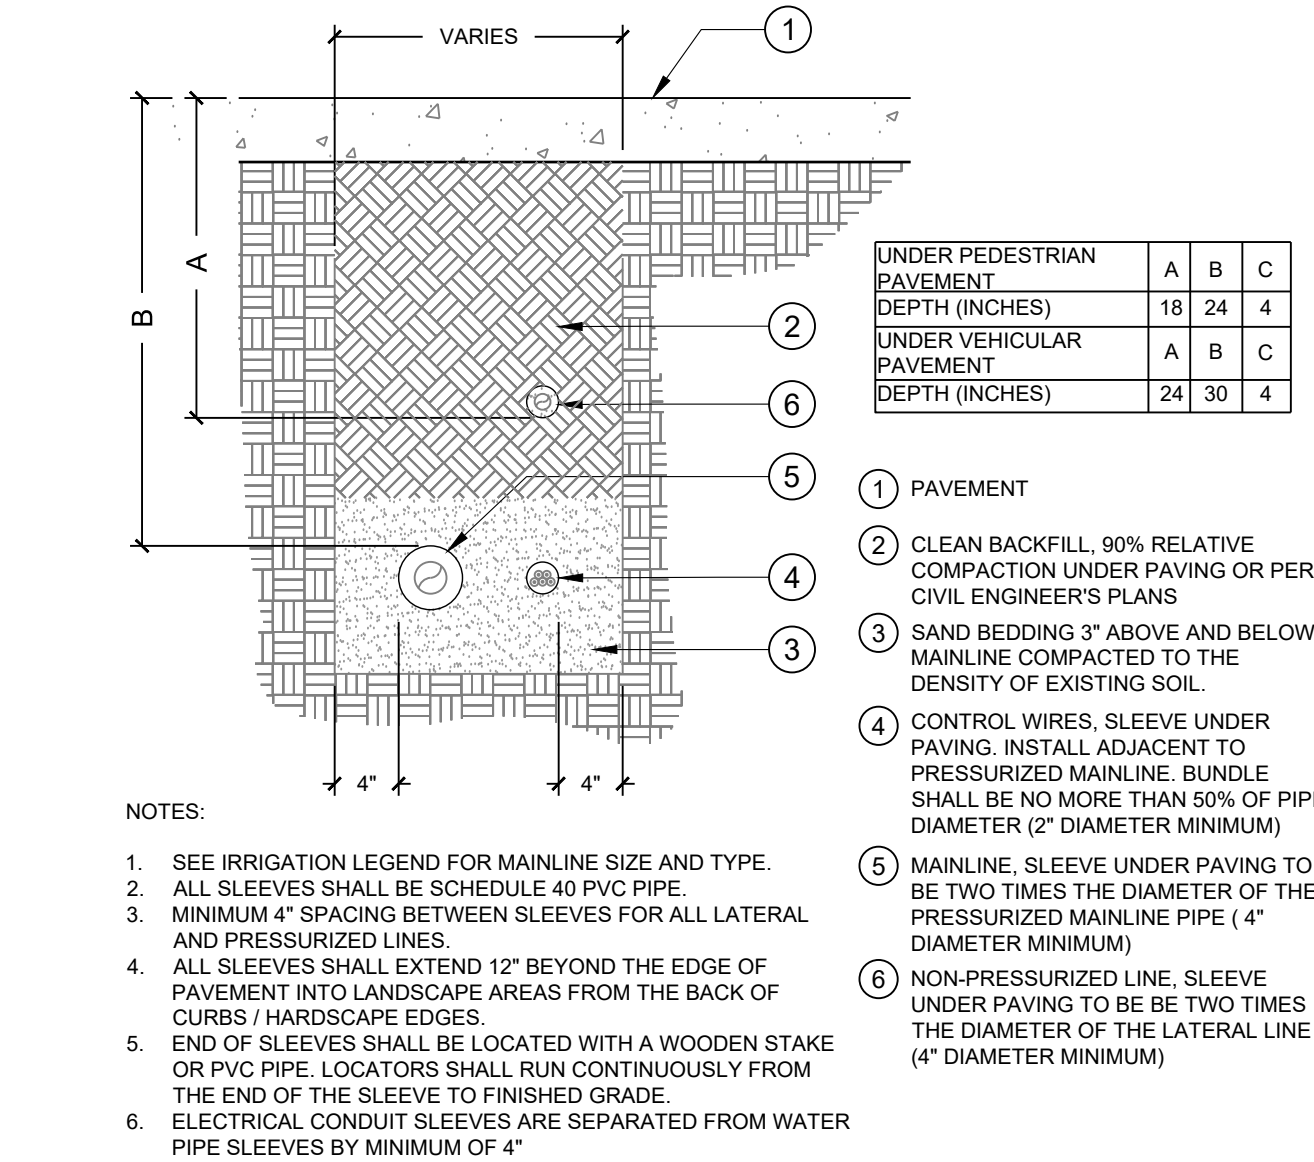 VARIES
1
A
B
2
6
5
4
3
4"
4"
UNDER PEDESTRIAN PAVEMENT A B C
DEPTH (INCHES) 18 24 4
UNDER VEHICULAR PAVEMENT A B C
DEPTH (INCHES) 24 30 4
1 PAVEMENT
2 CLEAN BACKFILL, 90% RELATIVE
COMPACTION UNDER PAVING OR PER
CIVIL ENGINEER'S PLANS
3 SAND BEDDING 3" ABOVE AND BELOW
MAINLINE COMPACTED TO THE
DENSITY OF EXISTING SOIL.
4 CONTROL WIRES, SLEEVE UNDER
PAVING. INSTALL ADJACENT TO
PRESSURIZED MAINLINE. BUNDLE
SHALL BE NO MORE THAN 50% OF PIP
DIAMETER (2" DIAMETER MINIMUM)
5 MAINLINE, SLEEVE UNDER PAVING TO
BE TWO TIMES THE DIAMETER OF THE
PRESSURIZED MAINLINE PIPE ( 4"
DIAMETER MINIMUM)
6 NON-PRESSURIZED LINE, SLEEVE
UNDER PAVING TO BE BE TWO TIMES
THE DIAMETER OF THE LATERAL LINE
(4" DIAMETER MINIMUM)
NOTES:
1. SEE IRRIGATION LEGEND FOR MAINLINE SIZE AND TYPE.
2. ALL SLEEVES SHALL BE SCHEDULE 40 PVC PIPE.
3. MINIMUM 4" SPACING BETWEEN SLEEVES FOR ALL LATERAL
AND PRESSURIZED LINES.
4. ALL SLEEVES SHALL EXTEND 12" BEYOND THE EDGE OF
PAVEMENT INTO LANDSCAPE AREAS FROM THE BACK OF
CURBS / HARDSCAPE EDGES.
5. END OF SLEEVES SHALL BE LOCATED WITH A WOODEN STAKE
OR PVC PIPE. LOCATORS SHALL RUN CONTINUOUSLY FROM
THE END OF THE SLEEVE TO FINISHED GRADE.
6. ELECTRICAL CONDUIT SLEEVES ARE SEPARATED FROM WATER
PIPE SLEEVES BY MINIMUM OF 4"